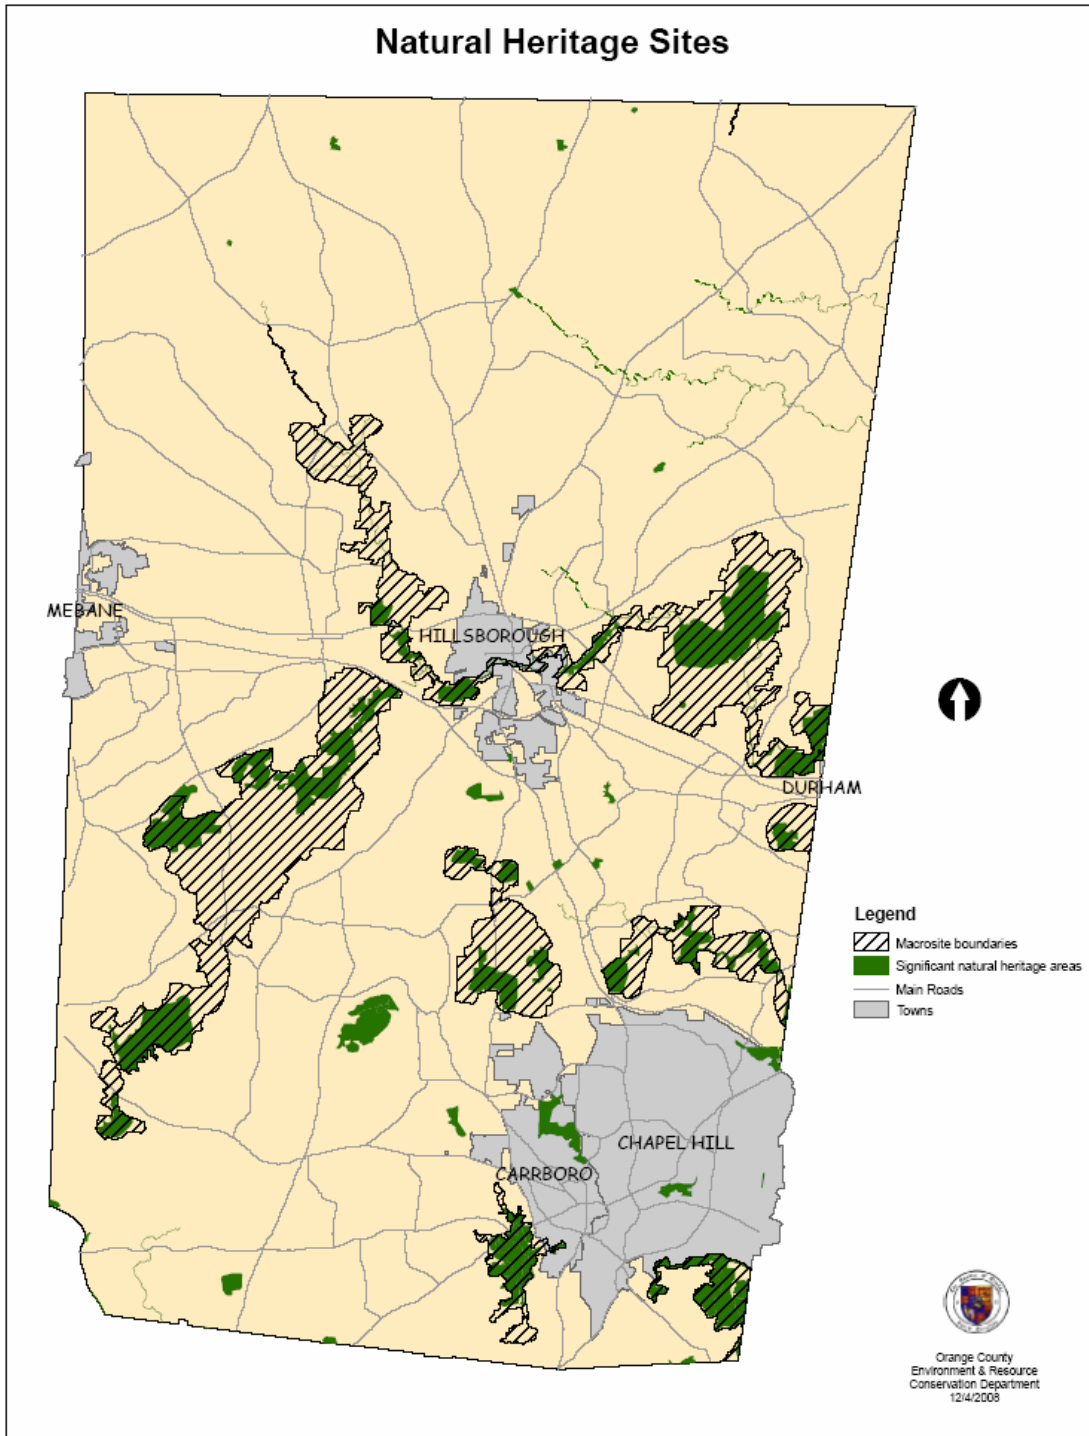 Natural Heritage Sites
MEBANE
HILLSBOROUGH
DURHAM
Legend
Macrosite boundaries
Significant natural heritage areas
Main Roads
Towns
CHAPEL HILL
CARRBORO
Orange County
Environment & Resource
Conservation Department
12/4/2008